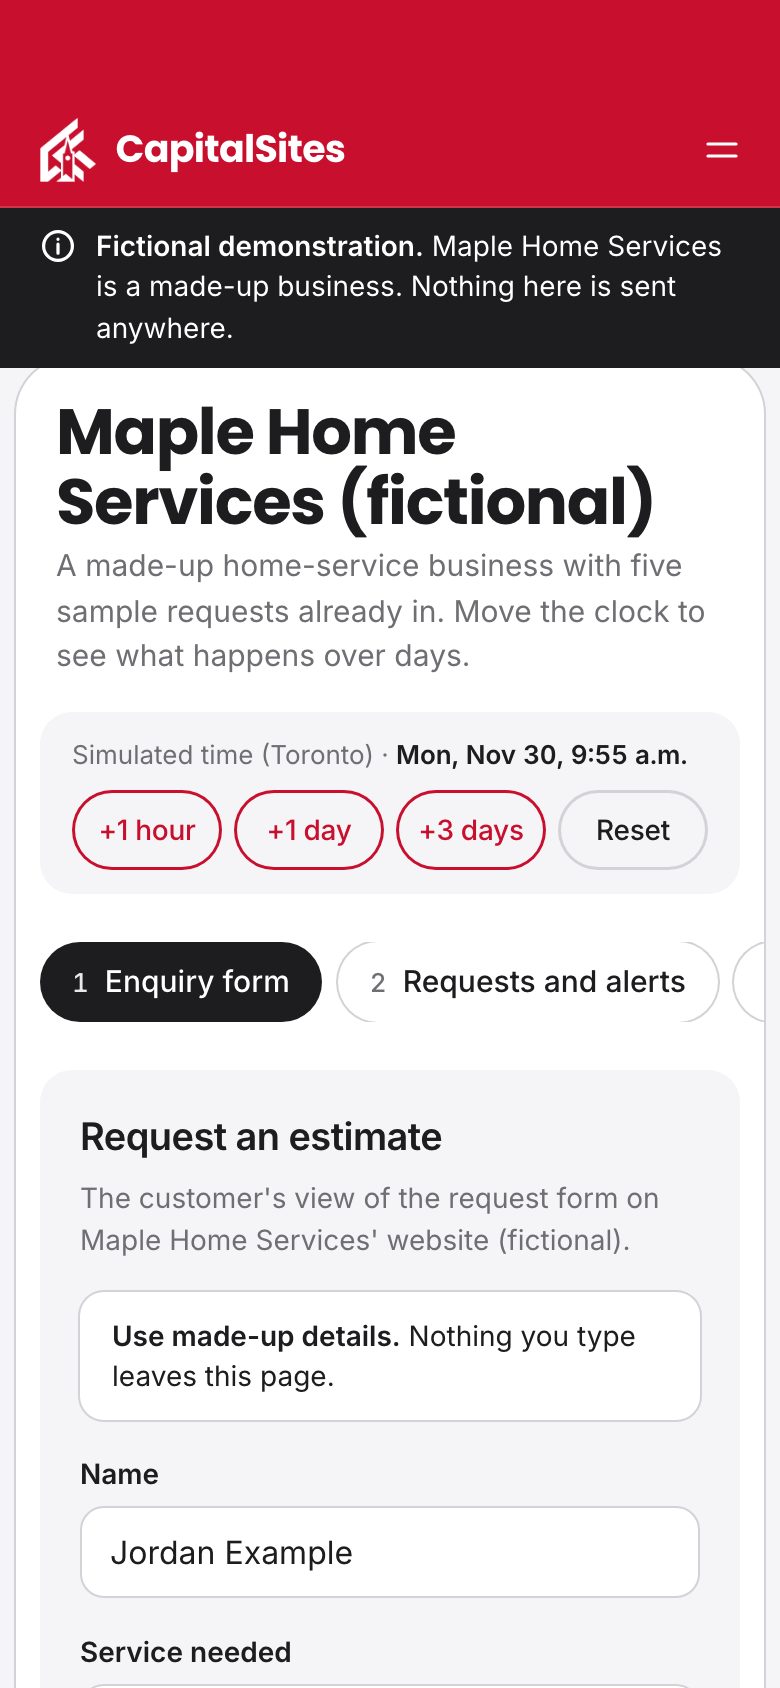 CapitalSites
Fictional demonstration. Maple Home Services
is a made-up business. Nothing here is sent
anywhere.
Maple Home
Services (fictional)
A made-up home-service business with five
sample requests already in. Move the clock to
see what happens over days.
Simulated time (Toronto) · Mon, Nov 30, 9:55 a.m.
+1 hour +1 day +3 days Reset
1 Enquiry form 2 Requests and alerts
Request an estimate
The customer's view of the request form on
Maple Home Services' website (fictional).
Use made-up details. Nothing you type
leaves this page.
Name
Jordan Example
Service needed